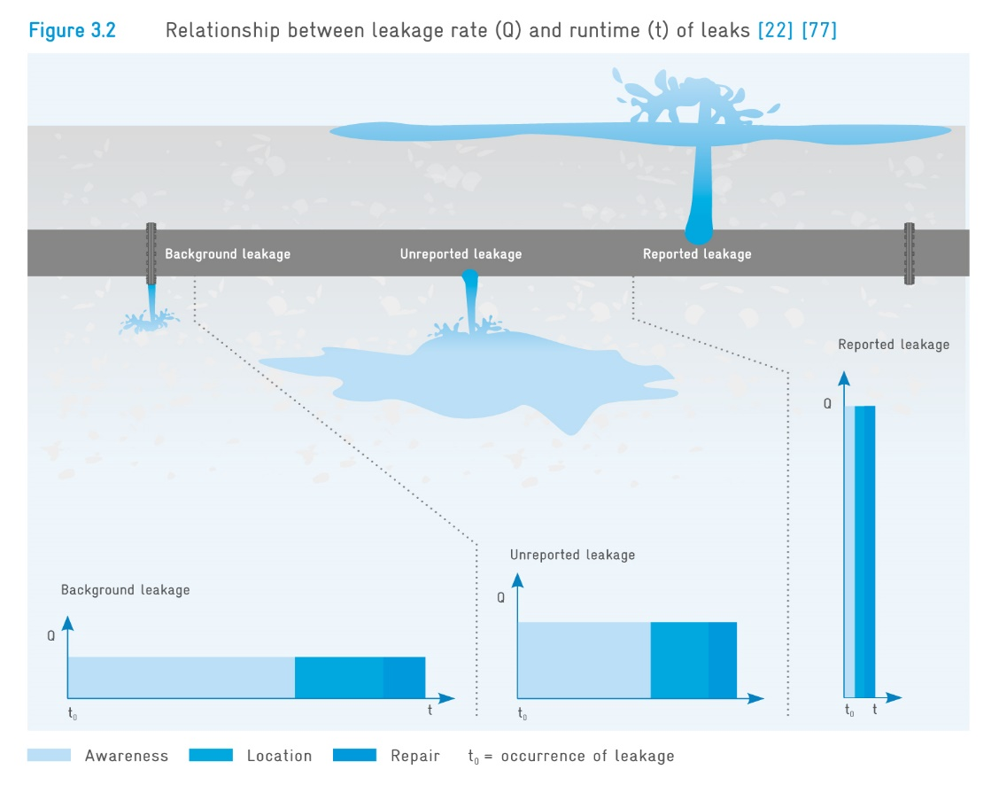 Figure 3.2 Relationship between leakage rate (Q) and runtime (t) of leaks [22] [77]
Background leakage
Unreported leakage
Reported leakage
Reported leakage
Q
t₀ t
Unreported leakage
Q
t₀
Background leakage
Q
t₀ t
Awareness Location Repair t₀ = occurrence of leakage